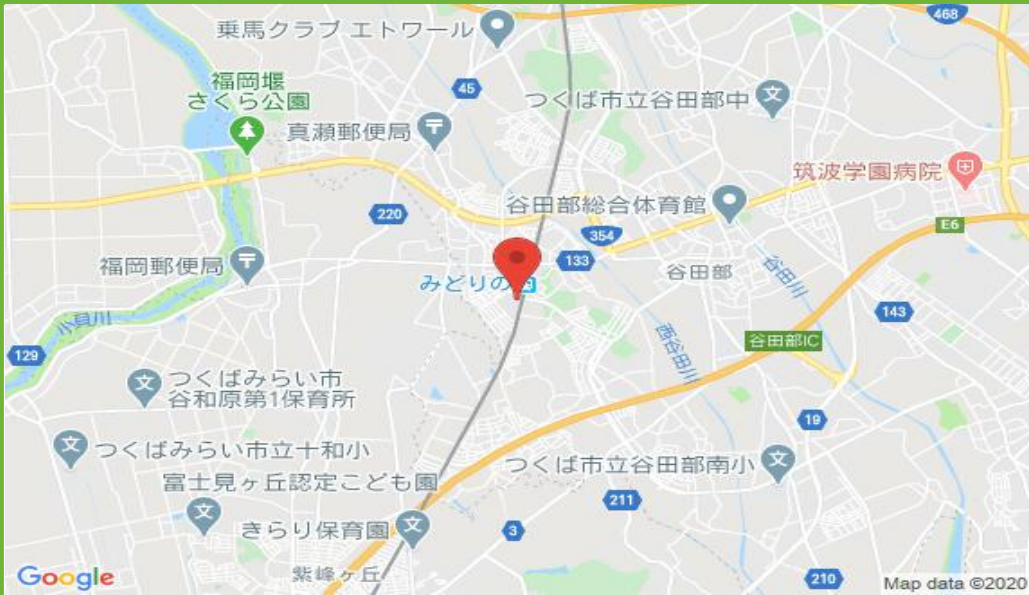 乗馬クラブ エトワール
468
福岡堰
さくら公園
45
つくば市立谷田部中
真瀬郵便局
筑波学園病院
谷田部総合体育館
220
354
E6
133
福岡郵便局
谷田部
谷田川
みどりの
143
小貝川
西谷田川
谷田部IC
129
つくばみらい市
谷和原第1保育所
19
つくばみらい市立十和小
つくば市立谷田部南小
富士見ヶ丘認定こども園
211
きらり保育園
3
紫峰ヶ丘
210
Google
Map data ©2020